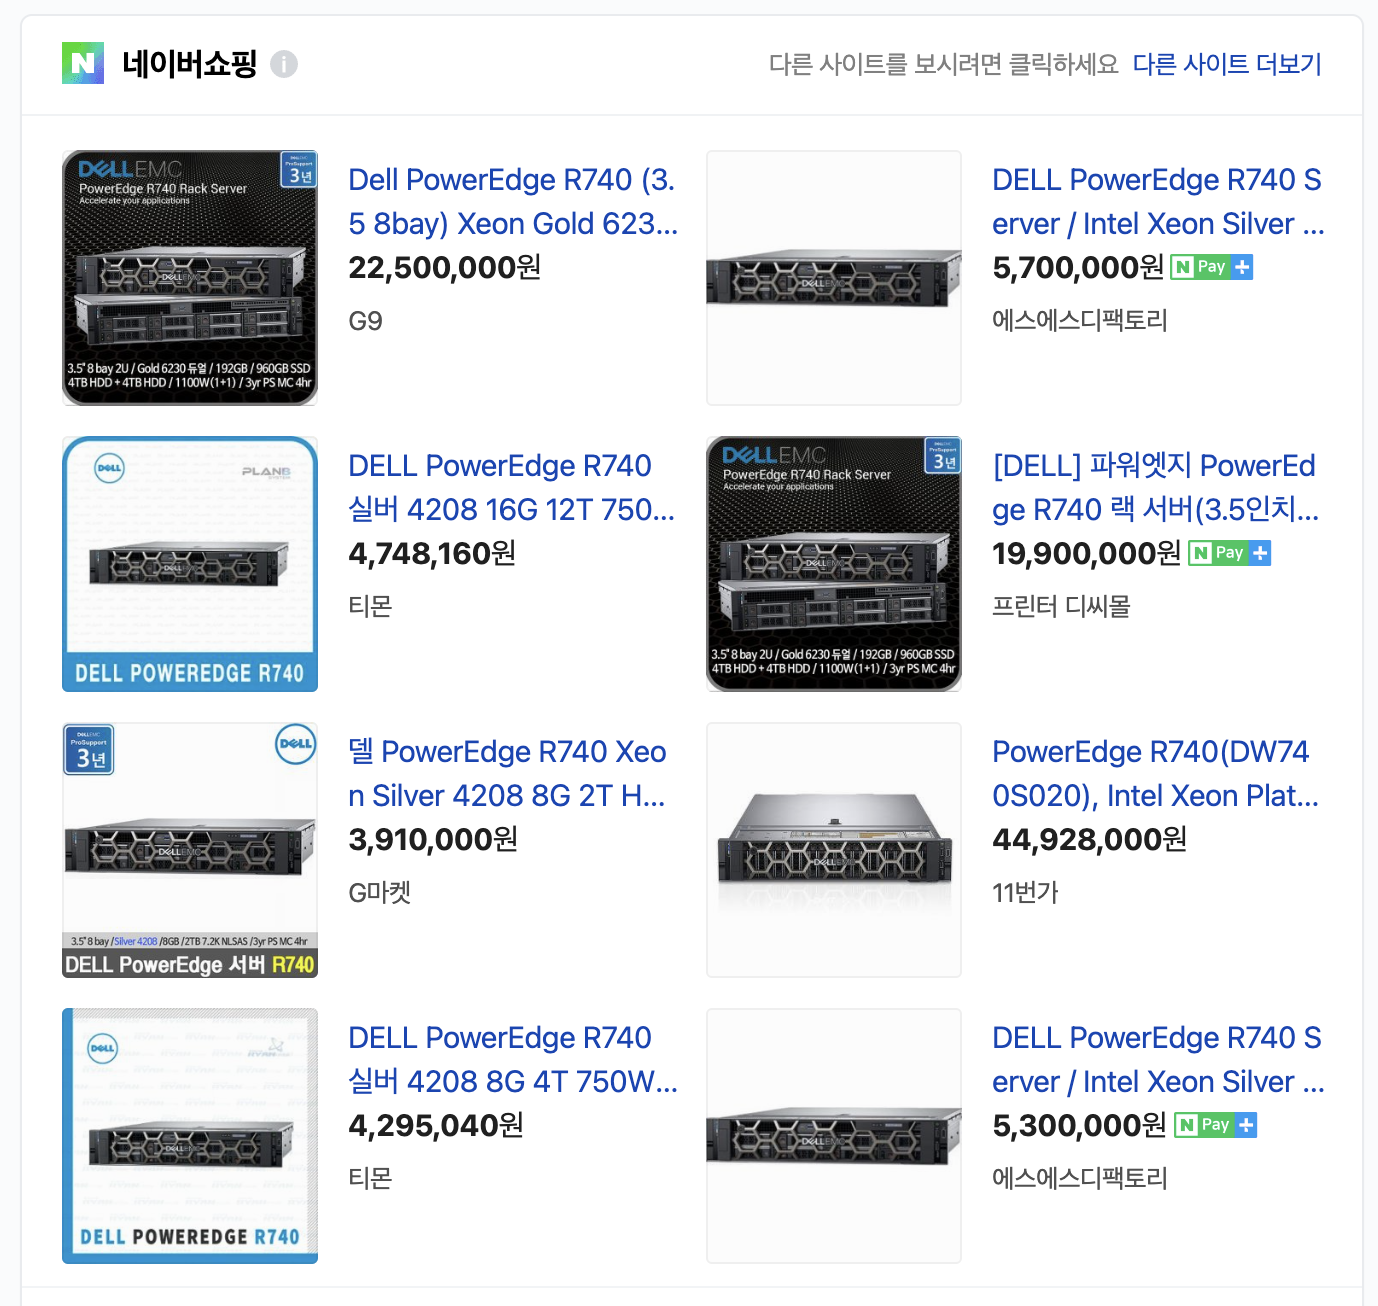 네이버쇼핑
다른 사이트를 보시려면 클릭하세요 다른 사이트 더보기
DELLEMC
PowerEdge R740 Rack Server
Accelerate your applications
DELLEMC
ProSupport
3년
DELLEMC
3.5" 8 bay 2U / Gold 6230 듀얼 / 192GB / 960GB SSD
4TB HDD + 4TB HDD / 1100W(1+1) / 3yr PS MC 4hr
Dell PowerEdge R740 (3.
5 8bay) Xeon Gold 623...
22,500,000원
G9
DELLEMC
DELL PowerEdge R740 S
erver / Intel Xeon Silver ...
5,700,000원 N Pay +
에스에스디팩토리
DELL
PLANB
SYSTEM
DELLEMC
DELL POWEREDGE R740
DELL PowerEdge R740
실버 4208 16G 12T 750...
4,748,160원
티몬
DELLEMC
PowerEdge R740 Rack Server
Accelerate your applications
DELLEMC
ProSupport
3년
DELLEMC
3.5" 8 bay 2U / Gold 6230 듀얼 / 192GB / 960GB SSD
4TB HDD + 4TB HDD / 1100W(1+1) / 3yr PS MC 4hr
[DELL] 파워엣지 PowerEd
ge R740 랙 서버(3.5인치...
19,900,000원 N Pay +
프린터 디씨몰
DELLEMC
ProSupport
3년
DELL
DELLEMC
3.5" 8 bay /Silver 4208 /8GB /2TB 7.2K NLSAS /3yr PS MC 4hr
DELL PowerEdge 서버 R740
델 PowerEdge R740 Xeo
n Silver 4208 8G 2T H...
3,910,000원
G마켓
DELLEMC
PowerEdge R740(DW74
0S020), Intel Xeon Plat...
44,928,000원
11번가
DELL
DELLEMC
DELL POWEREDGE R740
DELL PowerEdge R740
실버 4208 8G 4T 750W...
4,295,040원
티몬
DELLEMC
DELL PowerEdge R740 S
erver / Intel Xeon Silver ...
5,300,000원 N Pay +
에스에스디팩토리